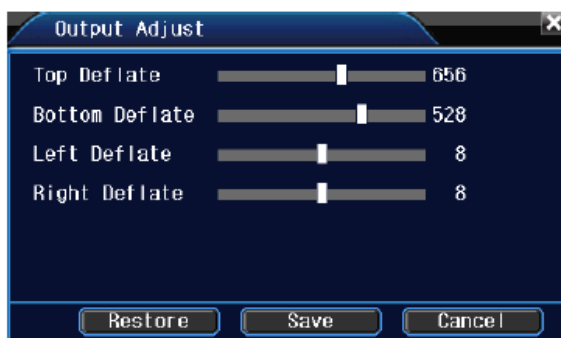 Output Adjust
Top Deflate 656
Bottom Deflate 528
Left Deflate 8
Right Deflate 8
Restore Save Cancel